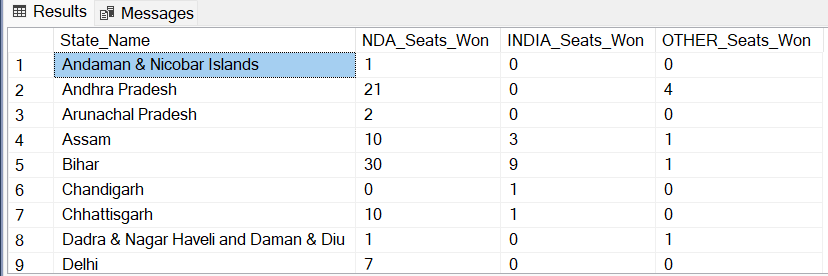 Results Messages
State_Name NDA_Seats_Won INDIA_Seats_Won OTHER_Seats_Won
1 Andaman & Nicobar Islands 1 0 0
2 Andhra Pradesh 21 0 4
3 Arunachal Pradesh 2 0 0
4 Assam 10 3 1
5 Bihar 30 9 1
6 Chandigarh 0 1 0
7 Chhattisgarh 10 1 0
8 Dadra & Nagar Haveli and Daman & Diu 1 0 1
9 Delhi 7 0 0